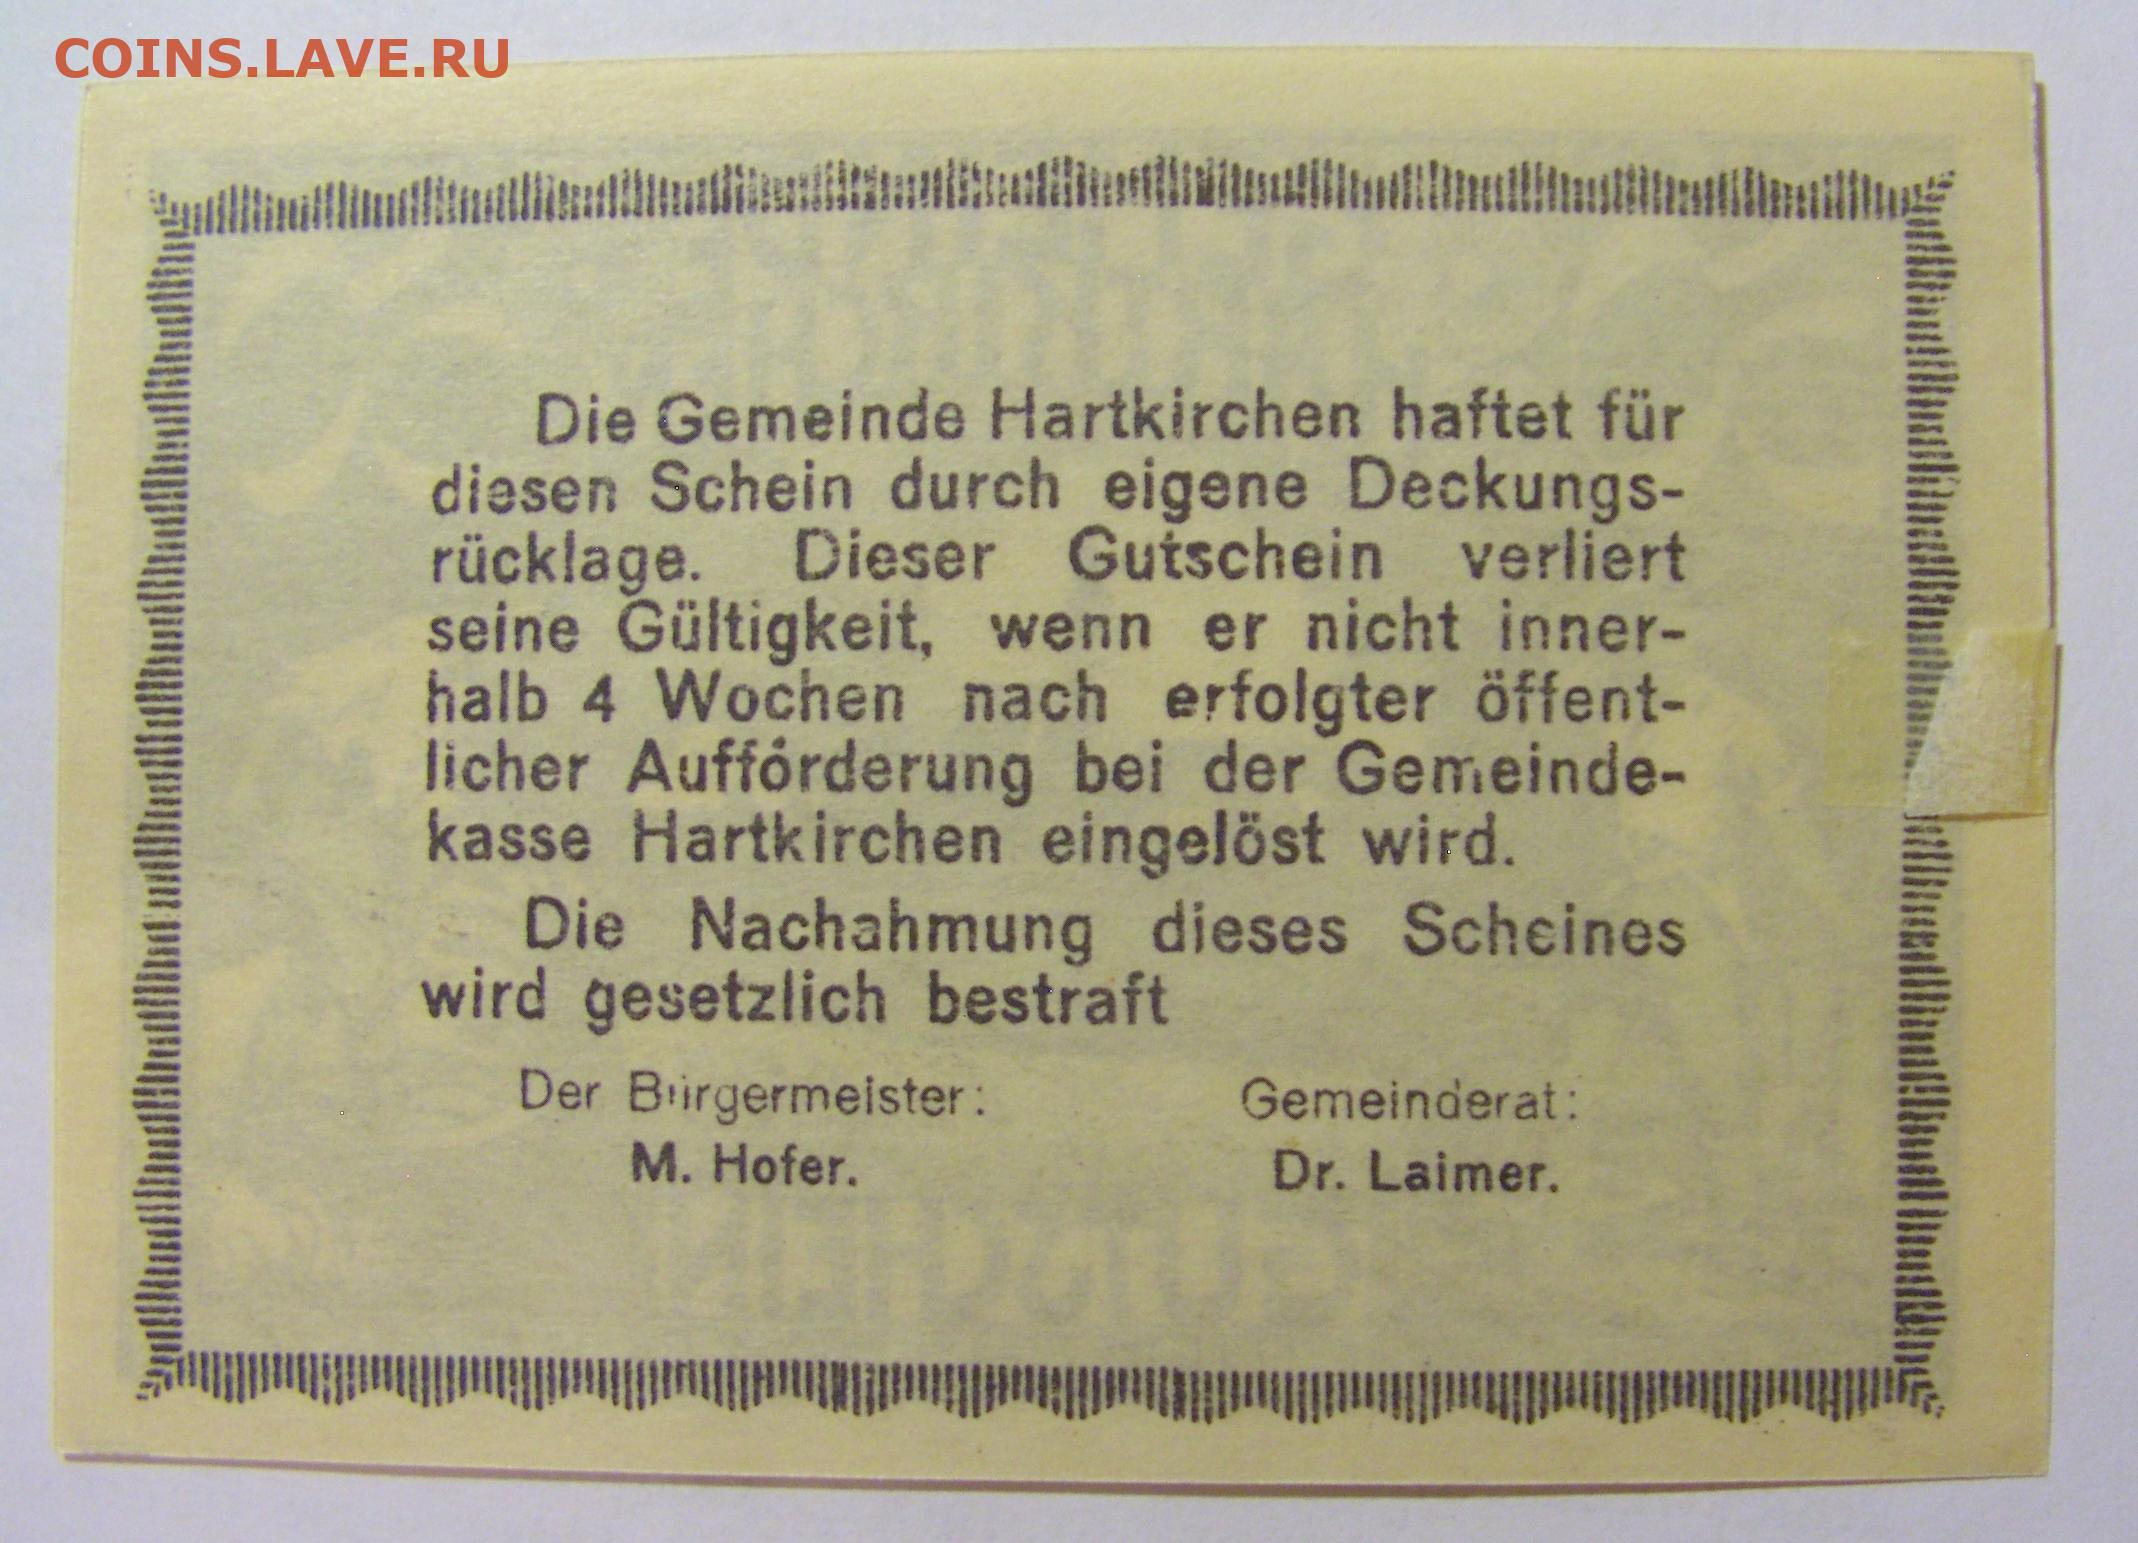 COINS.LAVE.RU
Die Gemeinde Hartkirchen haftet für
diesen Schein durch eigene Deckungs-
rücklage. Dieser Gutschein verliert
seine Gültigkeit, wenn er nicht inner-
halb 4 Wochen nach erfolgter öffent-
licher Aufforderung bei der Gemeinde-
kasse Hartkirchen eingelöst wird.
Die Nachahmung dieses Scheines
wird gesetzlich bestraft
Der Bürgermeister:
Gemeinderat:
M. Hofer.
Dr. Laimer.